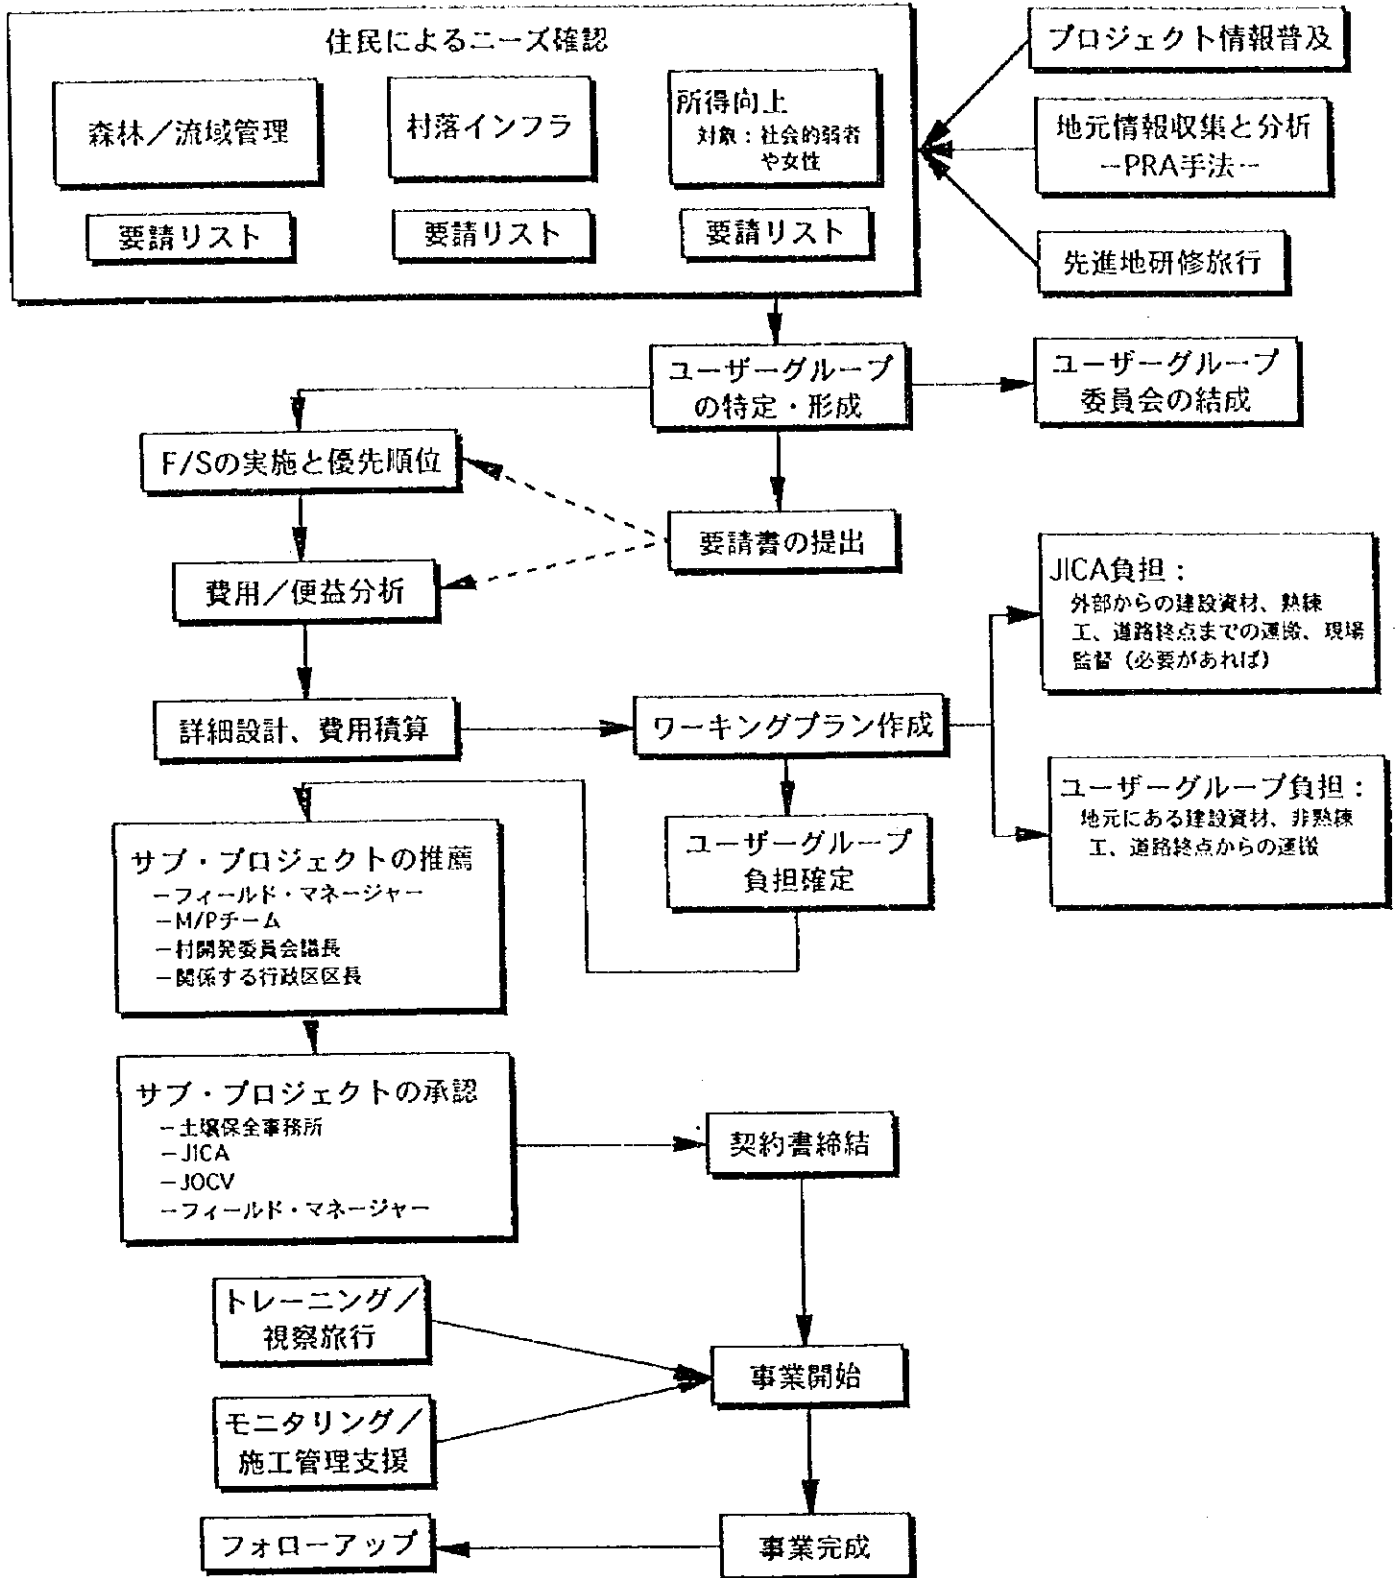 住民によるニーズ確認
森林／流域管理
村落インフラ
所得向上
対象：社会的弱者
や女性
要請リスト
要請リスト
要請リスト
プロジェクト情報普及
地元情報収集と分析
－PRA手法－
先進地研修旅行
ユーザーグループ
の特定・形成
ユーザーグループ
委員会の結成
F/Sの実施と優先順位
要請書の提出
費用／便益分析
JICA負担：
外部からの建設資材、熟練
工、道路終点までの運搬、現場
監督（必要があれば）
詳細設計、費用積算
ワーキングプラン作成
ユーザーグループ負担：
地元にある建設資材、非熟練
工、道路終点からの運搬
ユーザーグループ
負担確定
サブ・プロジェクトの推薦
－フィールド・マネージャー
－M/Pチーム
－村開発委員会議長
－関係する行政区区長
サブ・プロジェクトの承認
－土壌保全事務所
－JICA
－JOCV
－フィールド・マネージャー
契約書締結
トレーニング／
視察旅行
事業開始
モニタリング／
施工管理支援
フォローアップ
事業完成